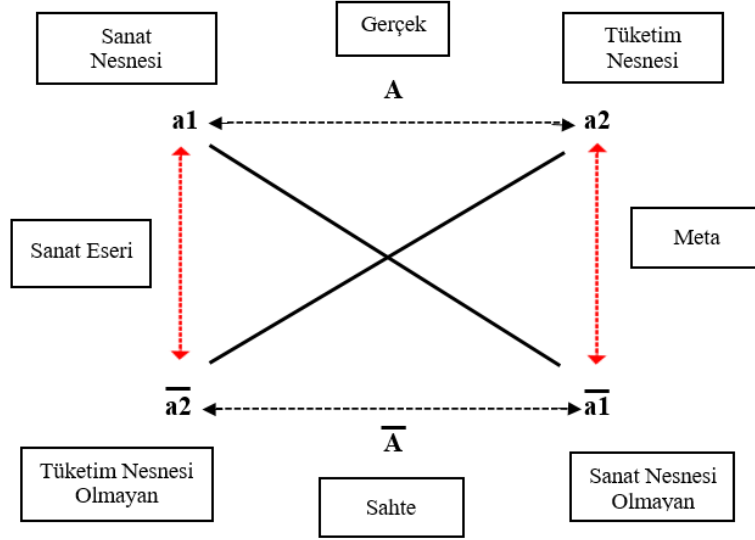 Sanat
Nesnesi
Gerçek
Tüketim
Nesnesi
A
a1
a2
Sanat Eseri
Meta
a2̅
a1̅
A̅
Tüketim Nesnesi
Olmayan
Sahte
Sanat Nesnesi
Olmayan